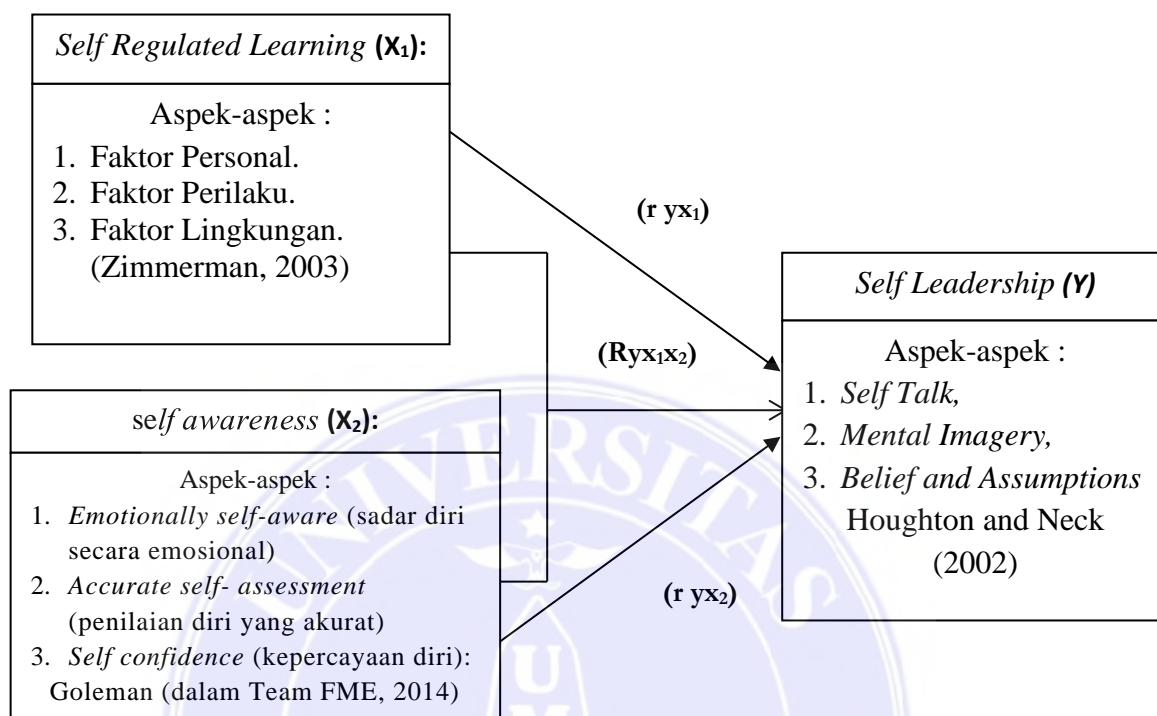 Self Regulated Learning (X₁):
Aspek-aspek :
1. Faktor Personal.
2. Faktor Perilaku.
3. Faktor Lingkungan.
(Zimmerman, 2003)
(r yx₁)
(Ryx₁x₂)
(r yx₂)
self awareness (X₂):
Aspek-aspek :
1. Emotionally self-aware (sadar diri
secara emosional)
2. Accurate self- assessment
(penilaian diri yang akurat)
3. Self confidence (kepercayaan diri):
Goleman (dalam Team FME, 2014)
Self Leadership (Y)
Aspek-aspek :
1. Self Talk,
2. Mental Imagery,
3. Belief and Assumptions
Houghton and Neck
(2002)
UNIVERSITAS
U
M